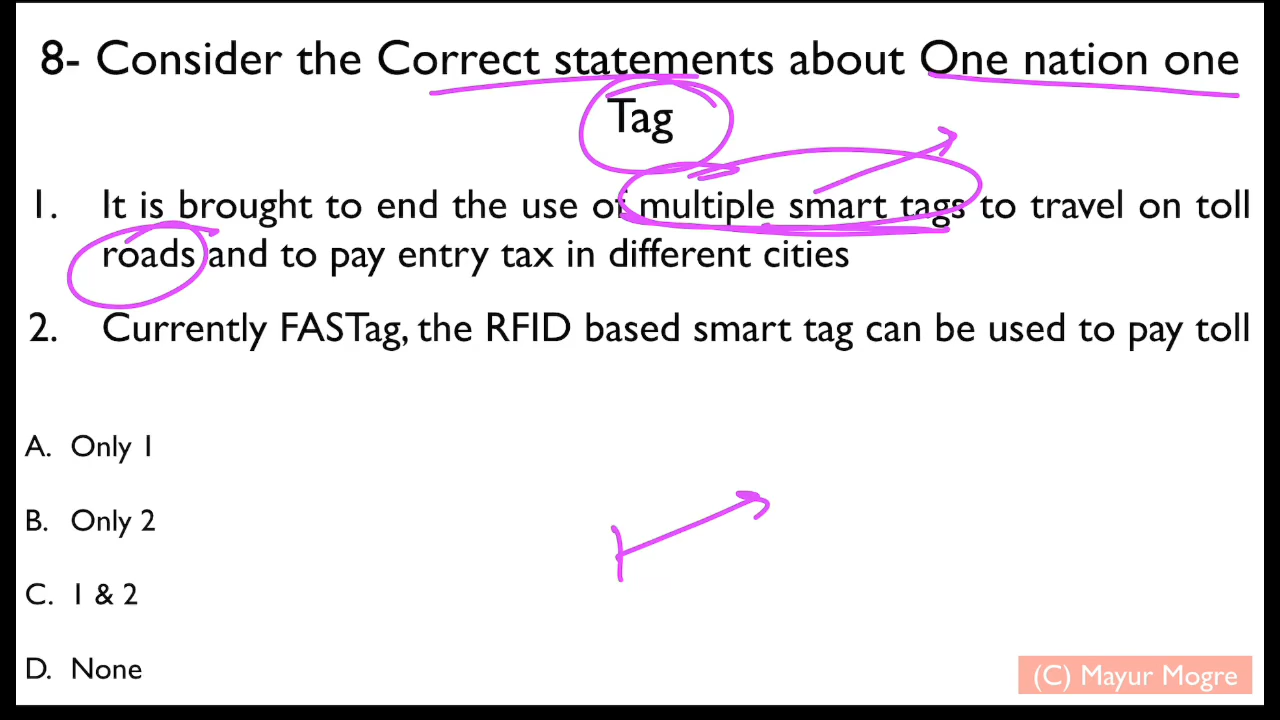 8- Consider the Correct statements about One nation one
Tag
1. It is brought to end the use of multiple smart tags to travel on toll
roads and to pay entry tax in different cities
2. Currently FASTag, the RFID based smart tag can be used to pay toll
A. Only 1
B. Only 2
C. 1 & 2
D. None
(C) Mayur Mogre